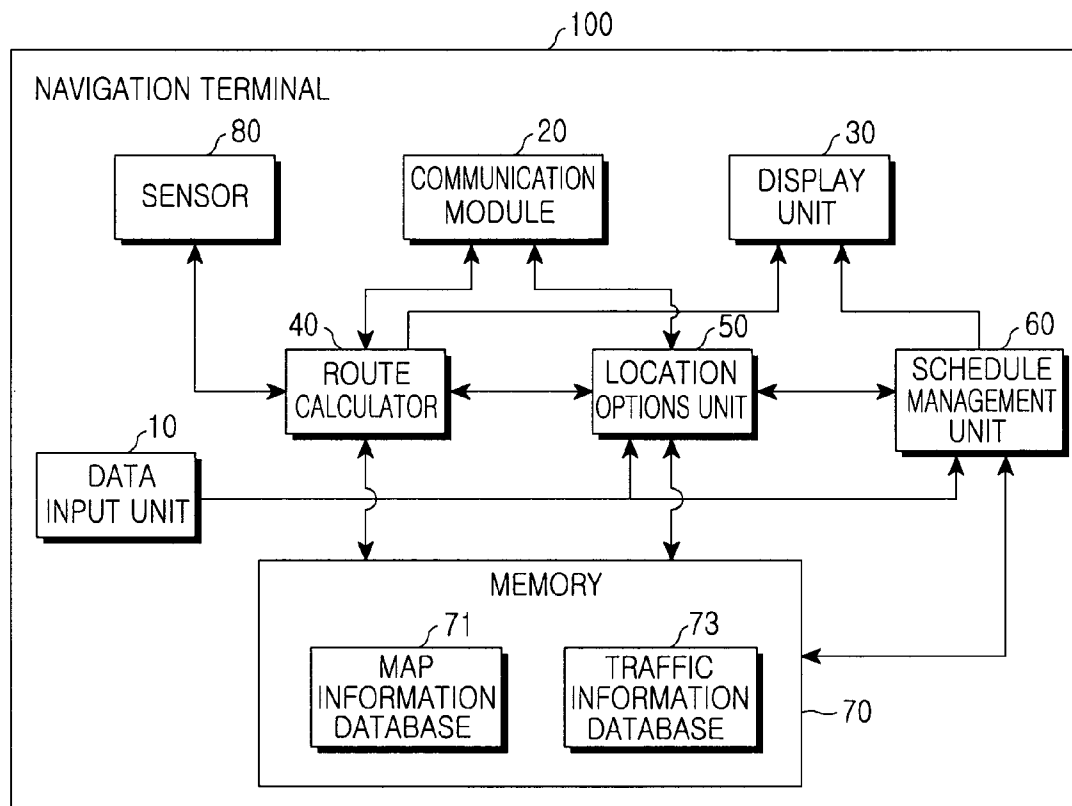 100
NAVIGATION TERMINAL
80
SENSOR
20
COMMUNICATION
MODULE
30
DISPLAY
UNIT
40
ROUTE
CALCULATOR
50
LOCATION
OPTIONS UNIT
60
SCHEDULE
MANAGEMENT
UNIT
10
DATA
INPUT UNIT
MEMORY
71
MAP
INFORMATION
DATABASE
73
TRAFFIC
INFORMATION
DATABASE
70